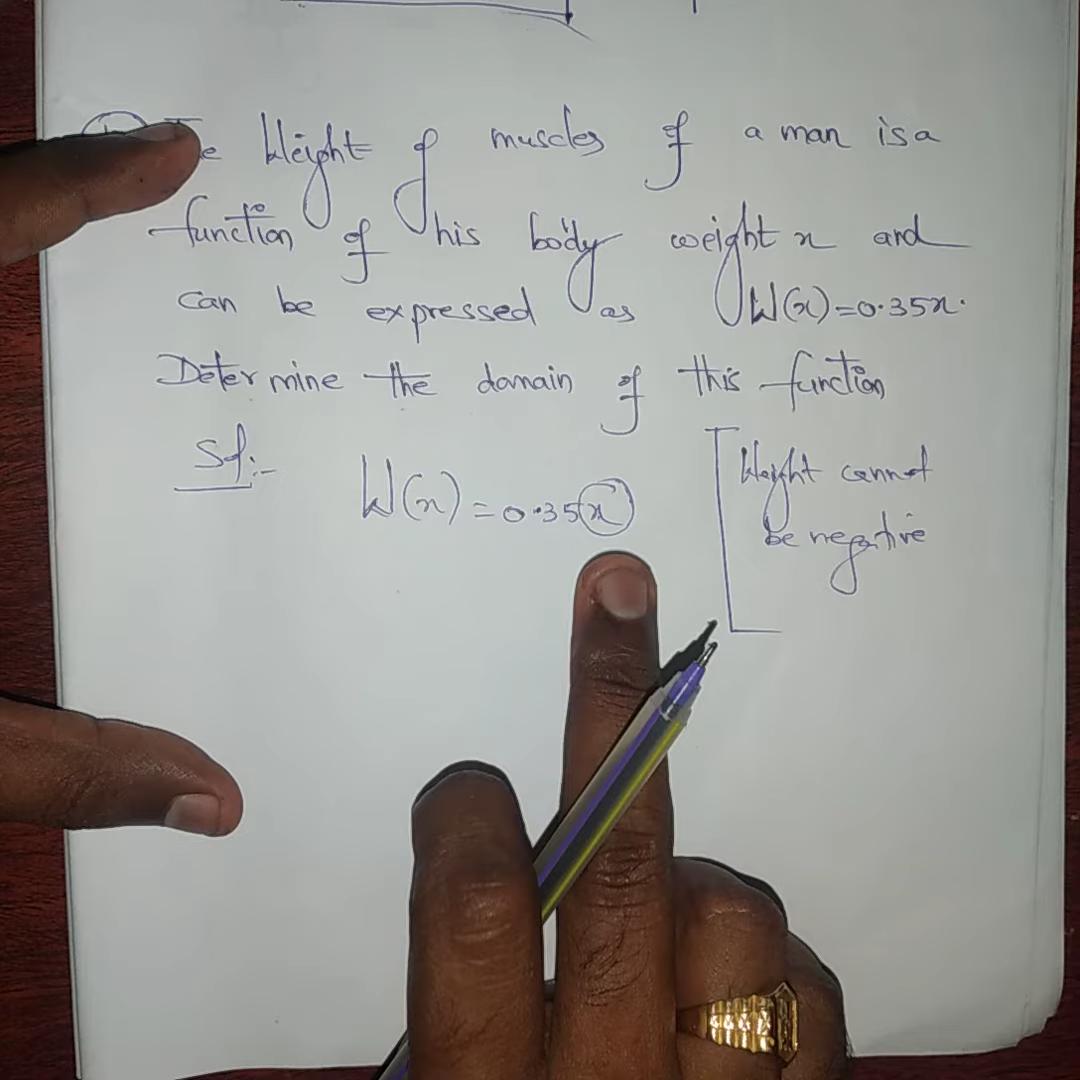 Weight of muscles of a man is a
function of his body weight x and
can be expressed as W(x)=0.35x.
Determine the domain of this function
Sol:-
W(x)=0.35x
Weight cannot
be negative